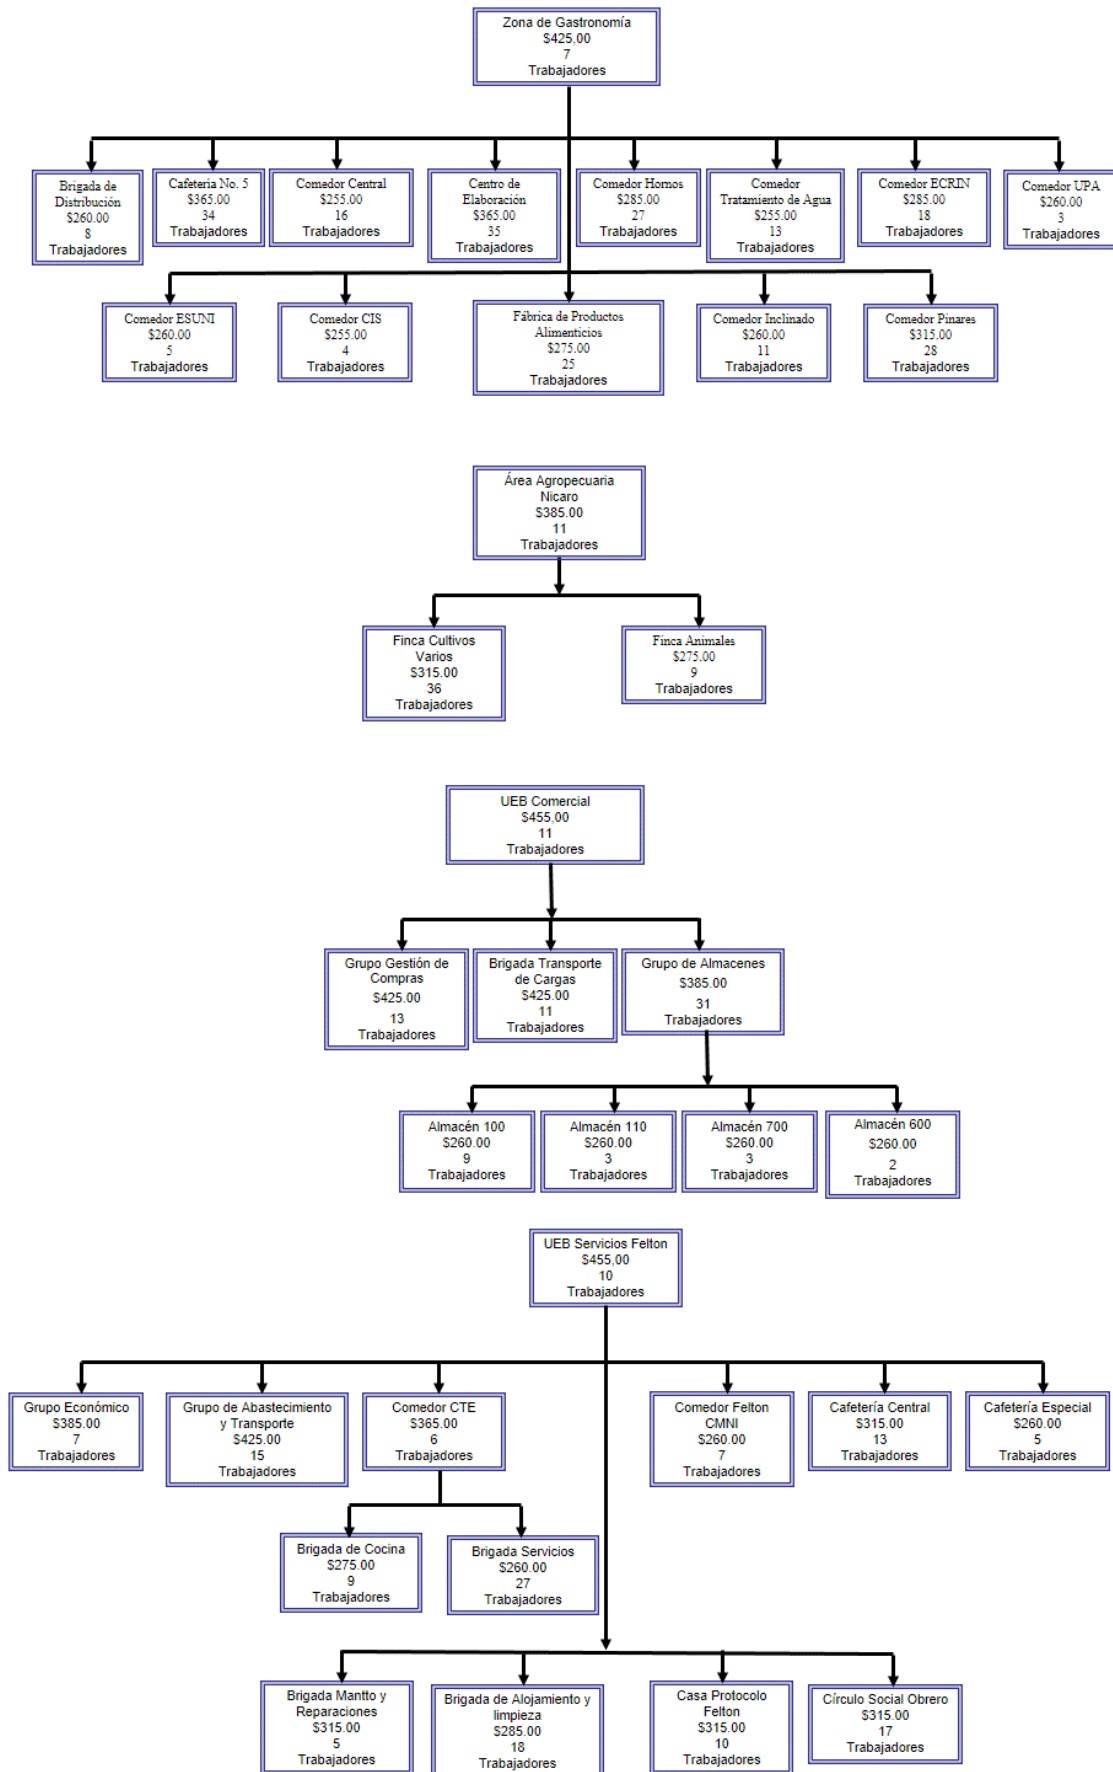 Zona de Gastronomía
$425,00
7
Trabajadores
Brigada de
Distribución
$260.00
8
Trabajadores
Cafetería No. 5
$365.00
34
Trabajadores
Comedor Central
$255.00
16
Trabajadores
Centro de
Elaboración
$365.00
35
Trabajadores
Comedor Hornos
$285.00
27
Trabajadores
Comedor
Tratamiento de Agua
$255.00
13
Trabajadores
Comedor ECRIN
$285.00
18
Trabajadores
Comedor UPA
$260.00
3
Trabajadores
Comedor ESUNI
$260.00
5
Trabajadores
Comedor CIS
$255.00
4
Trabajadores
Fábrica de Productos
Alimenticios
$275.00
25
Trabajadores
Comedor Inclinado
$260.00
11
Trabajadores
Comedor Pinares
$315.00
28
Trabajadores
Área Agropecuaria
Nicaro
$385.00
11
Trabajadores
Finca Cultivos
Varios
$315.00
36
Trabajadores
Finca Animales
$275.00
9
Trabajadores
UEB Comercial
$455,00
11
Trabajadores
Grupo Gestión de
Compras
$425.00
13
Trabajadores
Brigada Transporte
de Cargas
$425.00
11
Trabajadores
Grupo de Almacenes
$385.00
31
Trabajadores
Almacén 100
$260.00
9
Trabajadores
Almacén 110
$260.00
3
Trabajadores
Almacén 700
$260.00
3
Trabajadores
Almacén 600
$260.00
2
Trabajadores
UEB Servicios Felton
$455,00
10
Trabajadores
Grupo Económico
$385.00
7
Trabajadores
Grupo de Abastecimiento
y Transporte
$425.00
15
Trabajadores
Comedor CTE
$365.00
6
Trabajadores
Comedor Felton
CMNI
$260.00
7
Trabajadores
Cafetería Central
$315.00
13
Trabajadores
Cafetería Especial
$260.00
5
Trabajadores
Brigada de Cocina
$275.00
9
Trabajadores
Brigada Servicios
$260.00
27
Trabajadores
Brigada Mantto y
Reparaciones
$315.00
5
Trabajadores
Brigada de Alojamiento y
limpieza
$285.00
18
Trabajadores
Casa Protocolo
Felton
$315.00
10
Trabajadores
Círculo Social Obrero
$315.00
17
Trabajadores